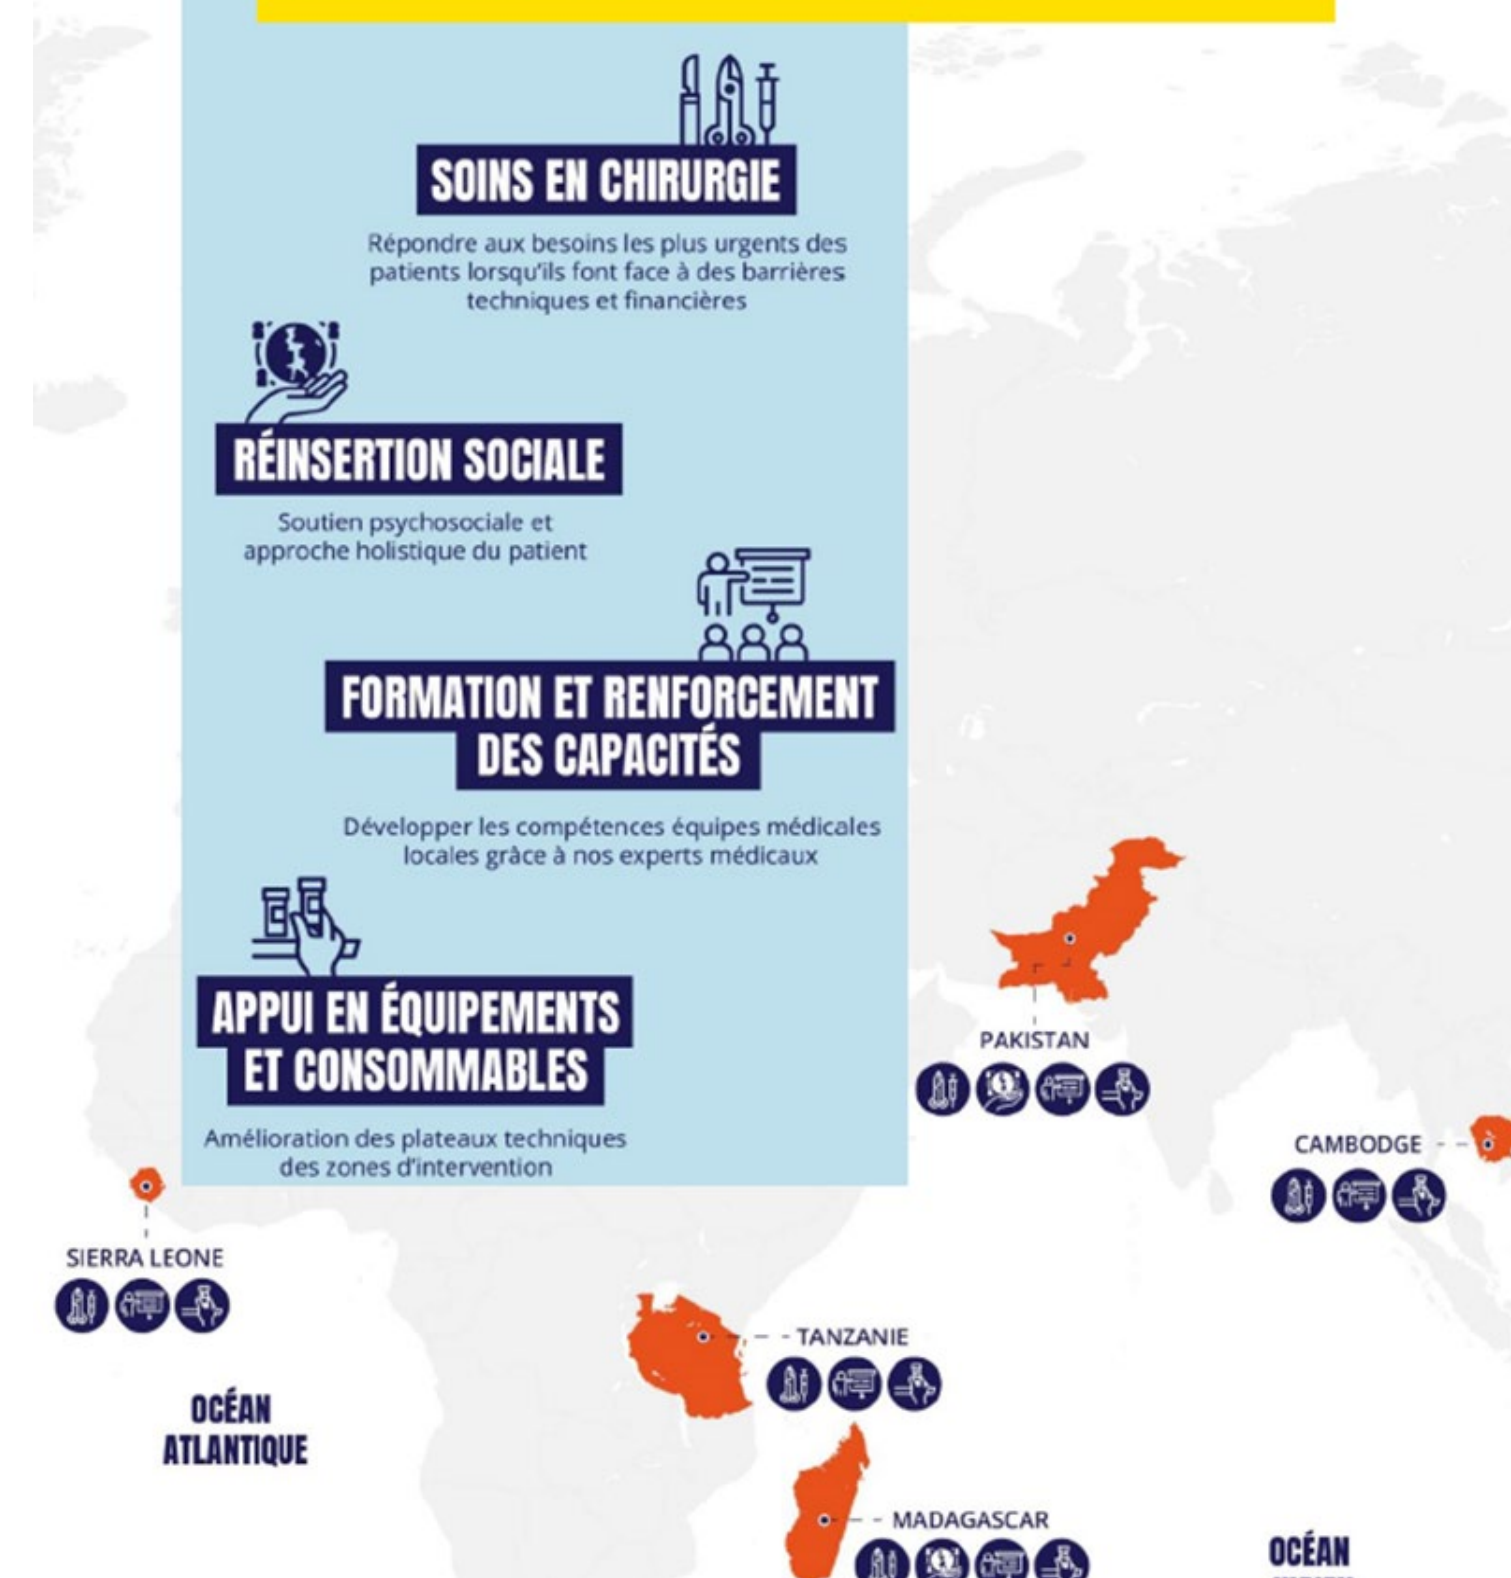 SOINS EN CHIRURGIE
Répondre aux besoins les plus urgents des
patients lorsqu'ils font face à des barrières
techniques et financières
RÉINSERTION SOCIALE
Soutien psychosociale et
approche holistique du patient
FORMATION ET RENFORCEMENT
DES CAPACITÉS
Développer les compétences équipes médicales
locales grâce à nos experts médicaux
APPUI EN ÉQUIPEMENTS
ET CONSOMMABLES
Amélioration des plateaux techniques
des zones d'intervention
PAKISTAN
CAMBODGE
SIERRA LEONE
TANZANIE
OCÉAN
ATLANTIQUE
MADAGASCAR
OCÉAN